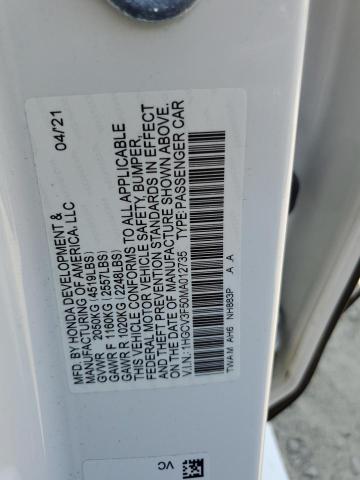 MFD. BY HONDA DEVELOPMENT & 04/21
MANUFACTURING OF AMERICA, LLC
GVWR 2050KG (4519LBS)
GAWR F 1160KG (2557LBS)
GAWR R 1020KG (2248LBS)
THIS VEHICLE CONFORMS TO ALL APPLICABLE
FEDERAL MOTOR VEHICLE SAFETY, BUMPER,
AND THEFT PREVENTION STANDARDS IN EFFECT
ON THE DATE OF MANUFACTURE SHOWN ABOVE.
V.I.N.: 1HGCV3F50MA012735 TYPE:PASSENGER CAR
TWAM AH6 NH883P A A
VC